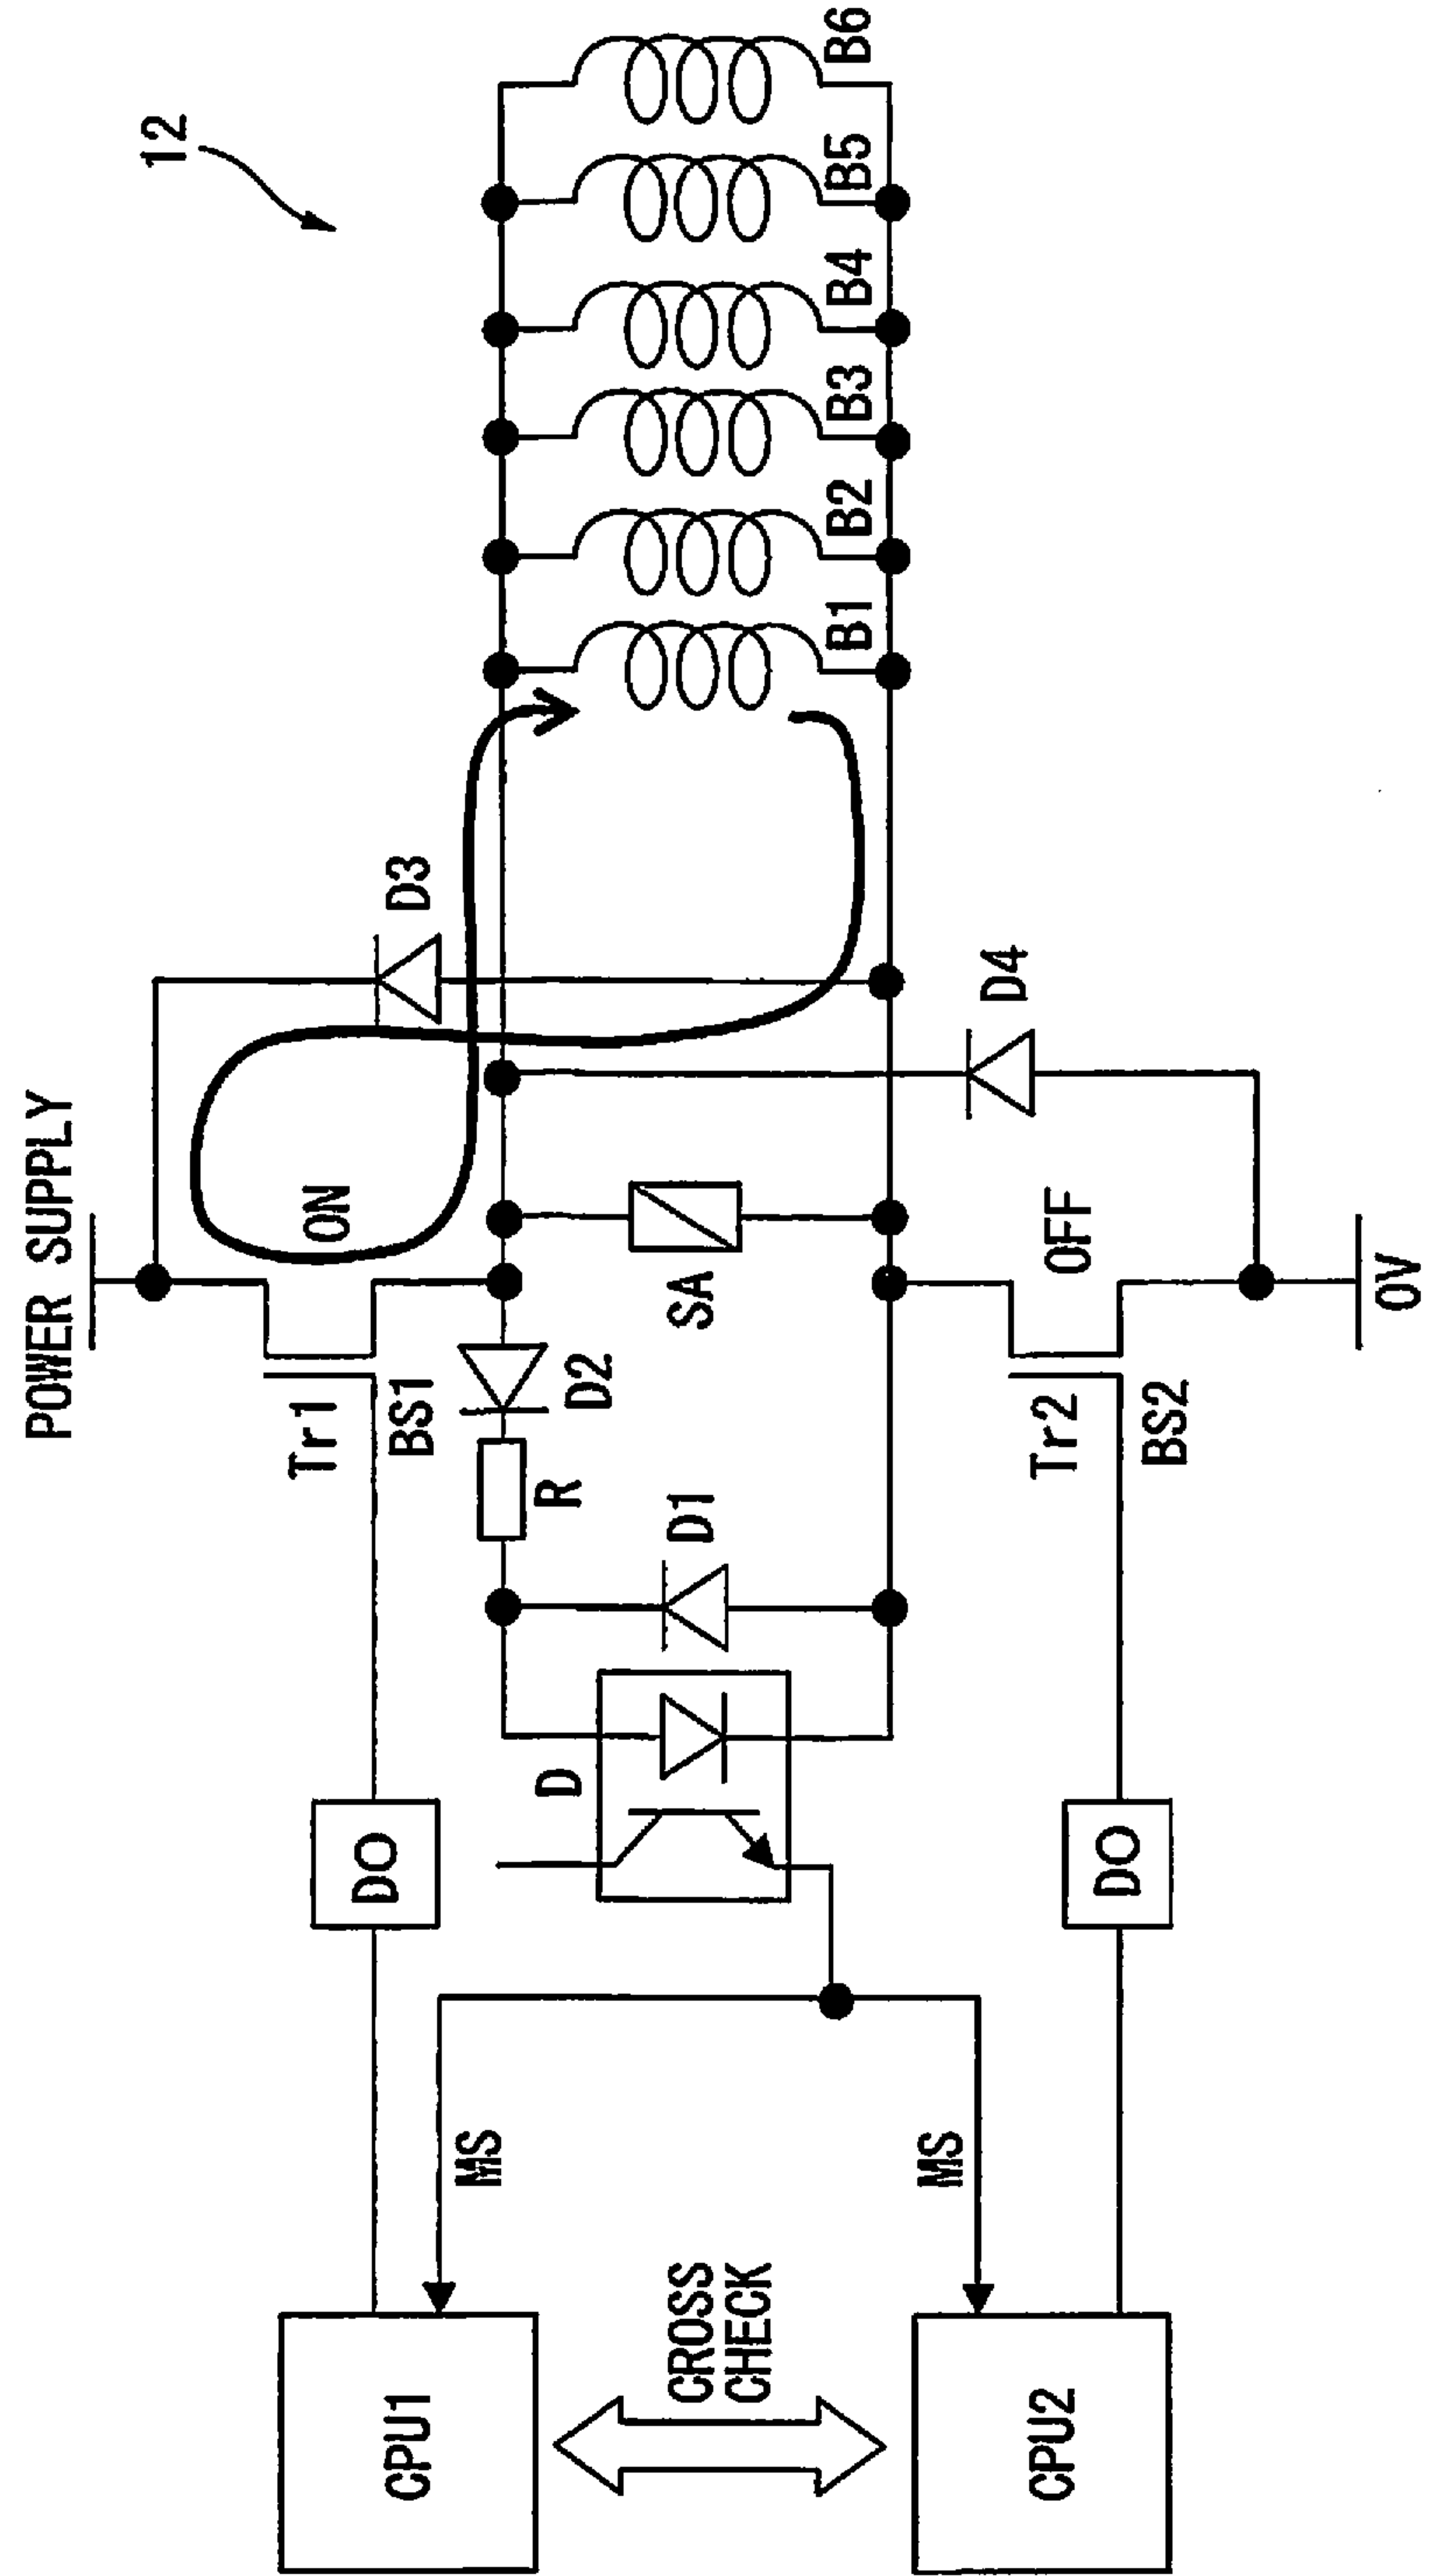 12
POWER SUPPLY
Tr1
BS1
ON
D3
DO
D2
R
D
D1
SA
B1
B2
B3
B4
B5
B6
D4
MS
CPU1
CROSS
CHECK
CPU2
MS
DO
Tr2
BS2
OFF
0V